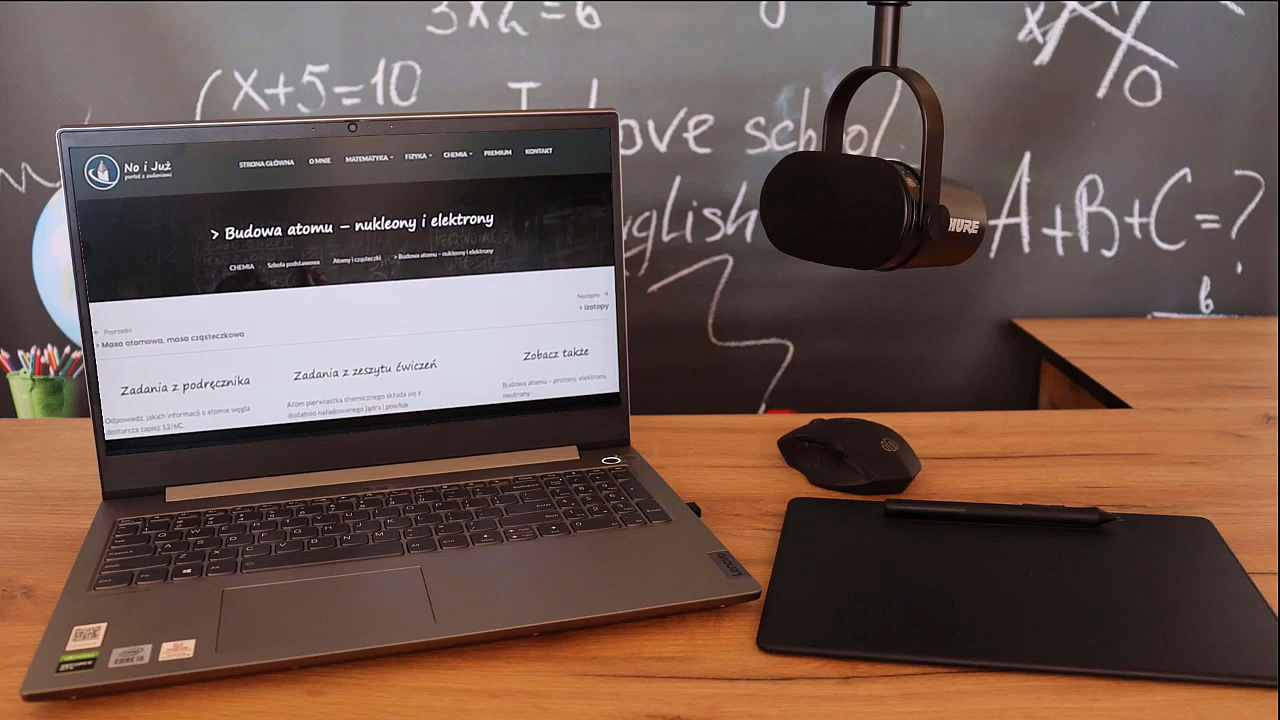 3x2=6
0
(x+5=10
x
0
I love school
English
A+B+C=?
b
SHURE
No i Już
portal z zadaniami
STRONA GŁÓWNA O MNIE MATEMATYKA FIZYKA CHEMIA PREMIUM KONTAKT
> Budowa atomu – nukleony i elektrony
CHEMIA Szkoła podstawowa Atomy i cząsteczki > Budowa atomu – nukleony i elektrony
← Poprzedni
> Masa atomowa, masa cząsteczkowa
Następny →
> Izotopy
Zadania z podręcznika
Odpowiedz, jakich informacji o atomie węgla
dostarcza zapis 12/6C.
Zadania z zeszytu ćwiczeń
Atom pierwiastka chemicznego składa się z
dodatnio naładowanego jądra i powłok
Zobacz także
Budowa atomu – protony, elektrony,
neutrony
Lenovo